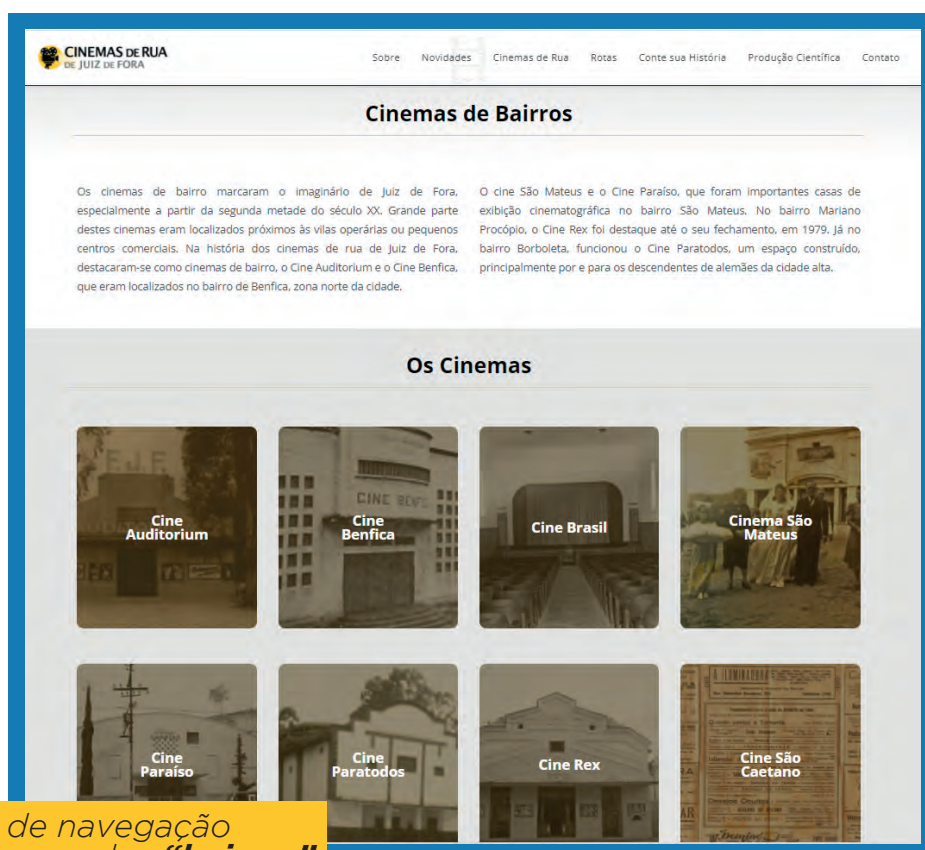 CINEMAS DE RUA
DE JUIZ DE FORA
Sobre Novidades Cinemas de Rua Rotas Conte sua História Produção Científica Contato
Cinemas de Bairros
Os cinemas de bairro marcaram o imaginário de Juiz de Fora,
especialmente a partir da segunda metade do século XX. Grande parte
destes cinemas eram localizados próximos às vilas operárias ou pequenos
centros comerciais. Na história dos cinemas de rua de Juiz de Fora,
destacaram-se como cinemas de bairro, o Cine Auditorium e o Cine Benfica,
que eram localizados no bairro de Benfica, zona norte da cidade.
O cine São Mateus e o Cine Paraíso, que foram importantes casas de
exibição cinematográfica no bairro São Mateus. No bairro Mariano
Procópio, o Cine Rex foi destaque até o seu fechamento, em 1979. Já no
bairro Borboleta, funcionou o Cine Paratodos, um espaço construído,
principalmente por e para os descendentes de alemães da cidade alta.
Os Cinemas
Cine
Auditorium
CINE BENFIC
Cine
Benfica
Cine Brasil
Cinema São
Mateus
Cine
Paraíso
Cine
Paratodos
Cine Rex
A ILUMINADORA
Cine São
Caetano
de navegação